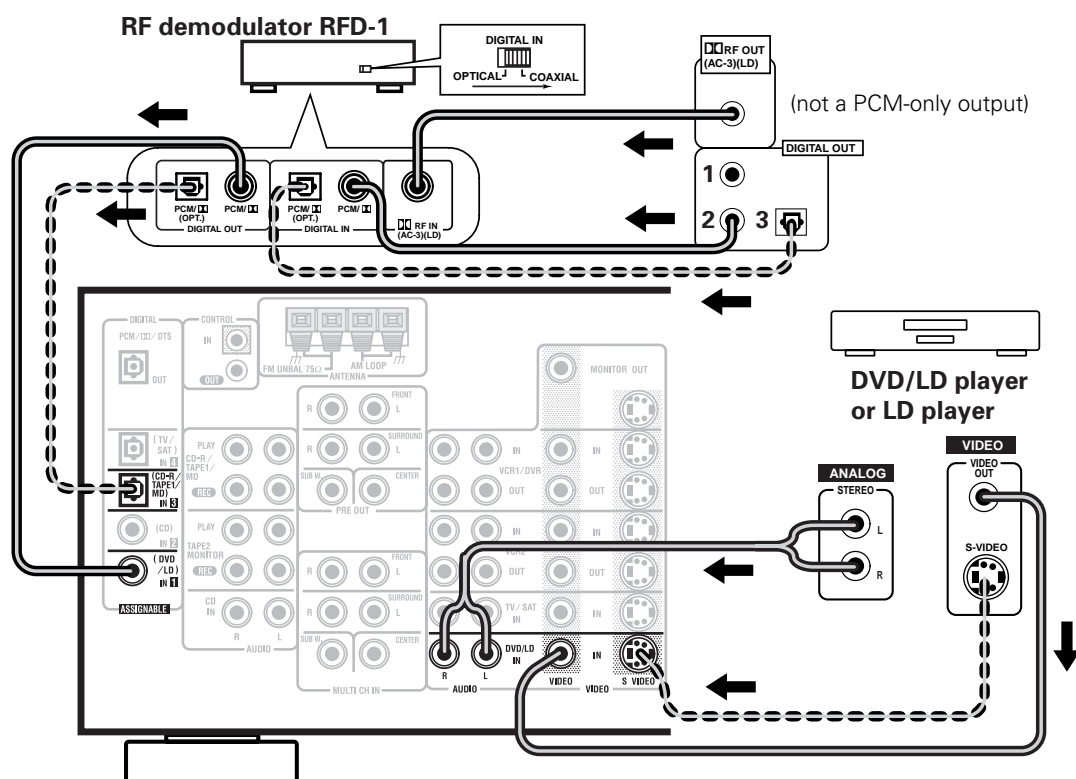 RF demodulator RFD-1
DIGITAL IN
OPTICAL COAXIAL
RF OUT
(AC-3)(LD)
(not a PCM-only output)
DIGITAL OUT
1
2 3
PCM/
(OPT.)
PCM/
DIGITAL OUT
PCM/
(OPT.)
PCM/
DIGITAL IN
RF IN
(AC-3)(LD)
DIGITAL
PCM/ /DTS
OUT
(TV/
SAT)
IN 4
(CD-R/
TAPE1/
MD)
IN 3
(CD)
IN 2
(DVD
/LD)
IN 1
ASSIGNABLE
CONTROL
IN
OUT
FM UNBAL 75Ω
AM LOOP
ANTENNA
PLAY
CD-R/
TAPE1/
MD
REC
PLAY
TAPE2
MONITOR
REC
CD
IN
R L
AUDIO
FRONT
R L
SURROUND
R L
SUB W. CENTER
PRE OUT
FRONT
R L
SURROUND
R L
SUB W. CENTER
MULTI CH IN
MONITOR OUT
IN IN
VCR1/DVR
OUT OUT
IN IN
VCR2
OUT OUT
TV/SAT
IN IN
DVD/LD
IN IN
R L
AUDIO
VIDEO S VIDEO
VIDEO
DVD/LD player
or LD player
ANALOG
STEREO
L
R
VIDEO
VIDEO
OUT
S-VIDEO